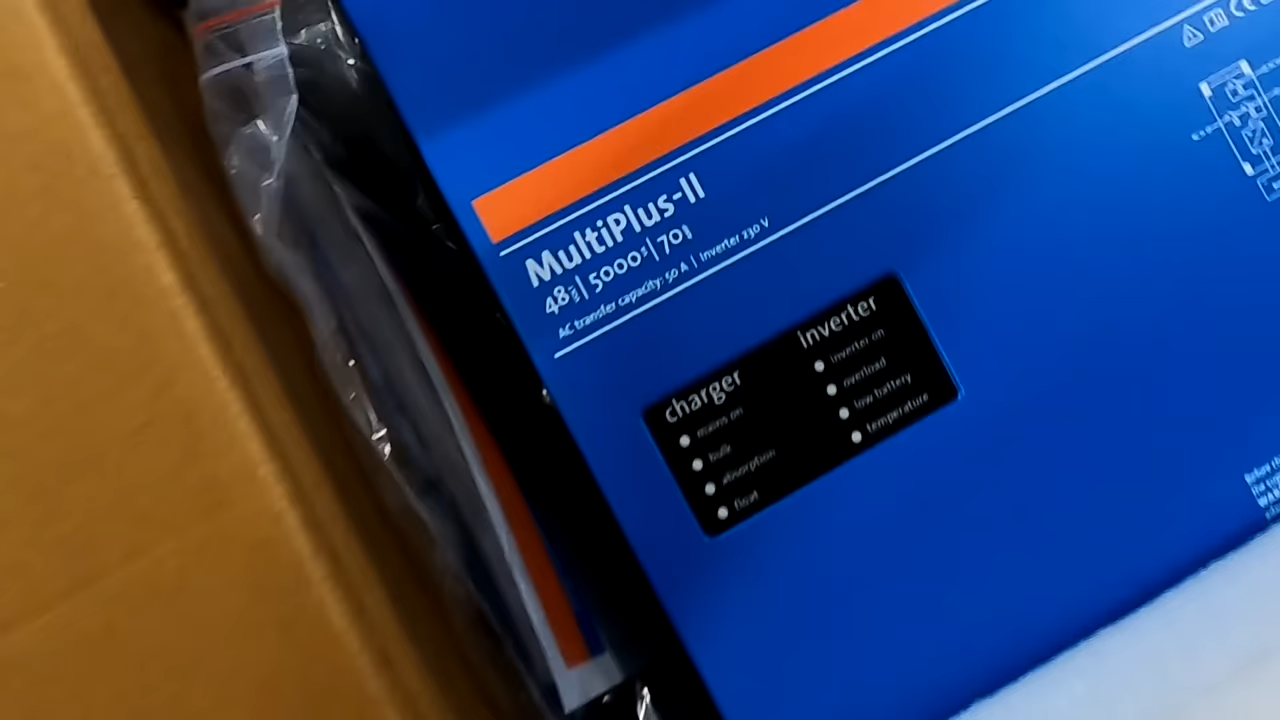 MultiPlus-II
48|5000|70
AC transfer capacity: 50 A | Inverter 230 V
charger
mains on
bulk
absorption
float
inverter
inverter on
overload
low battery
temperature